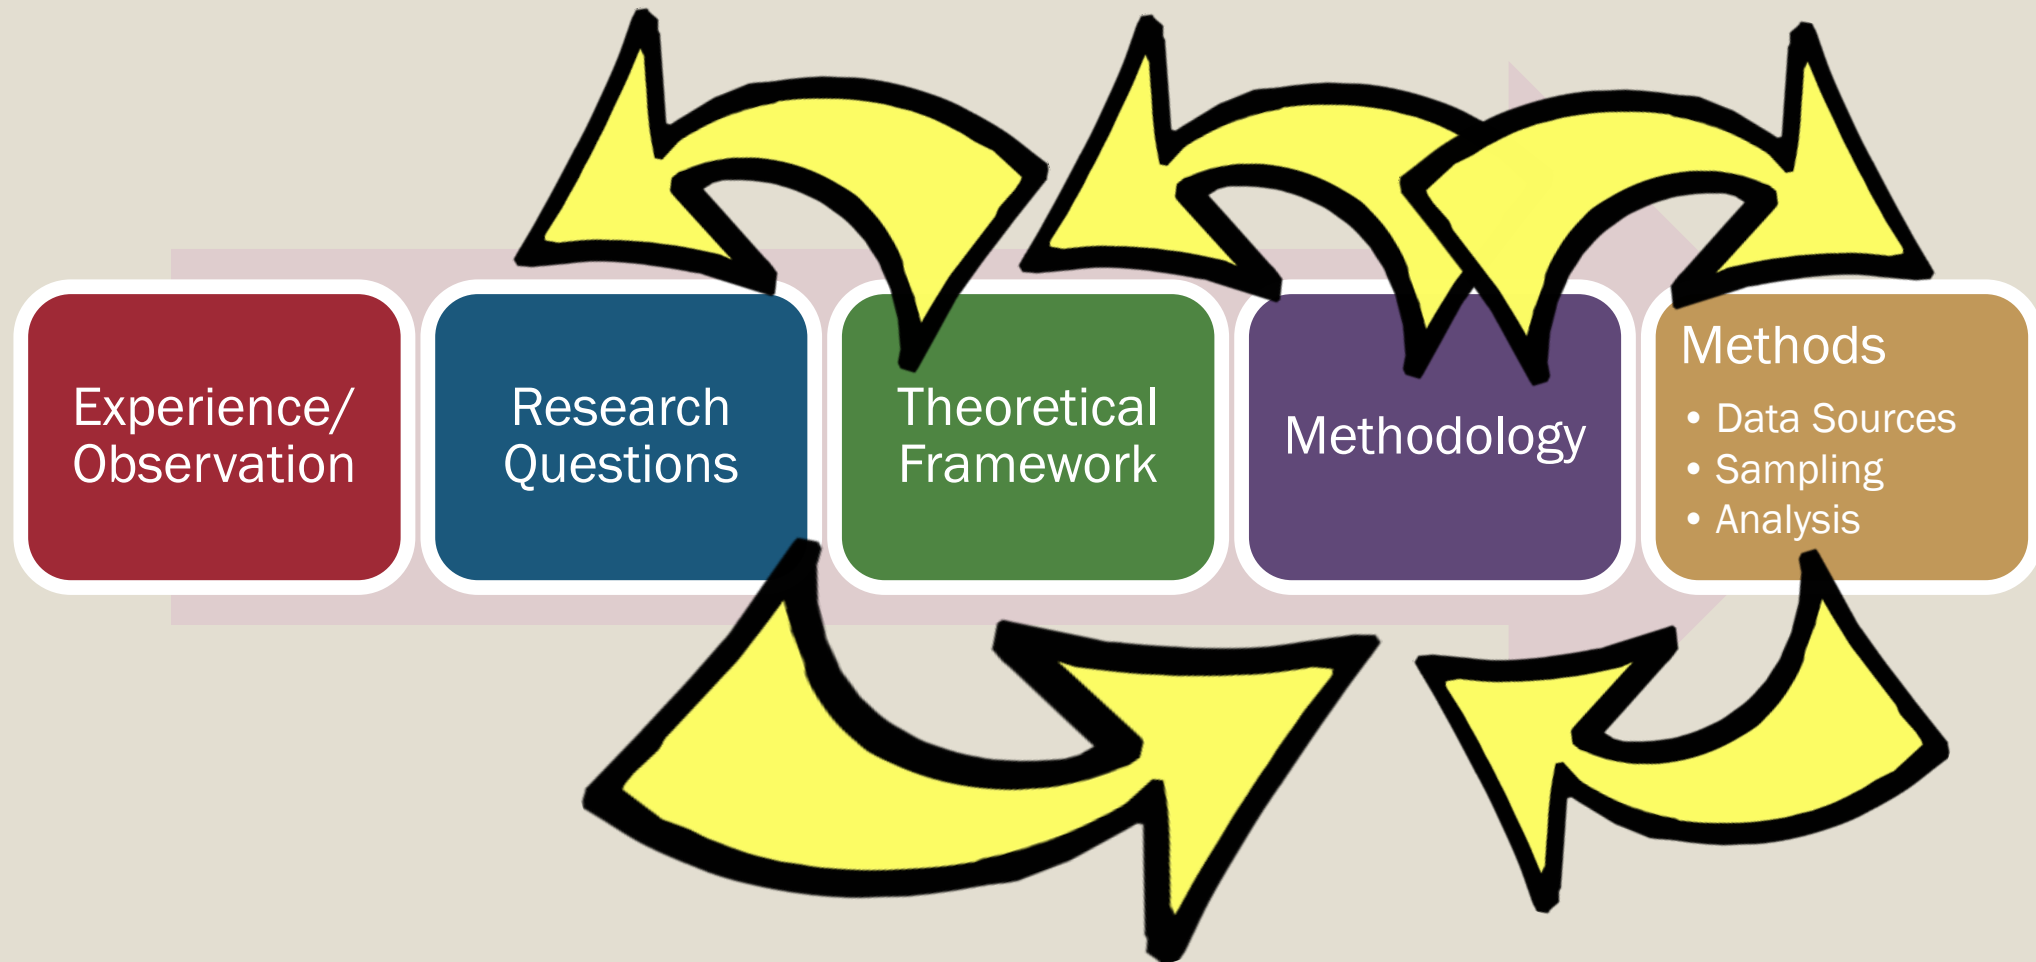 Experience/
Observation
Research
Questions
Theoretical
Framework
Methodology
Methods
• Data Sources
• Sampling
• Analysis